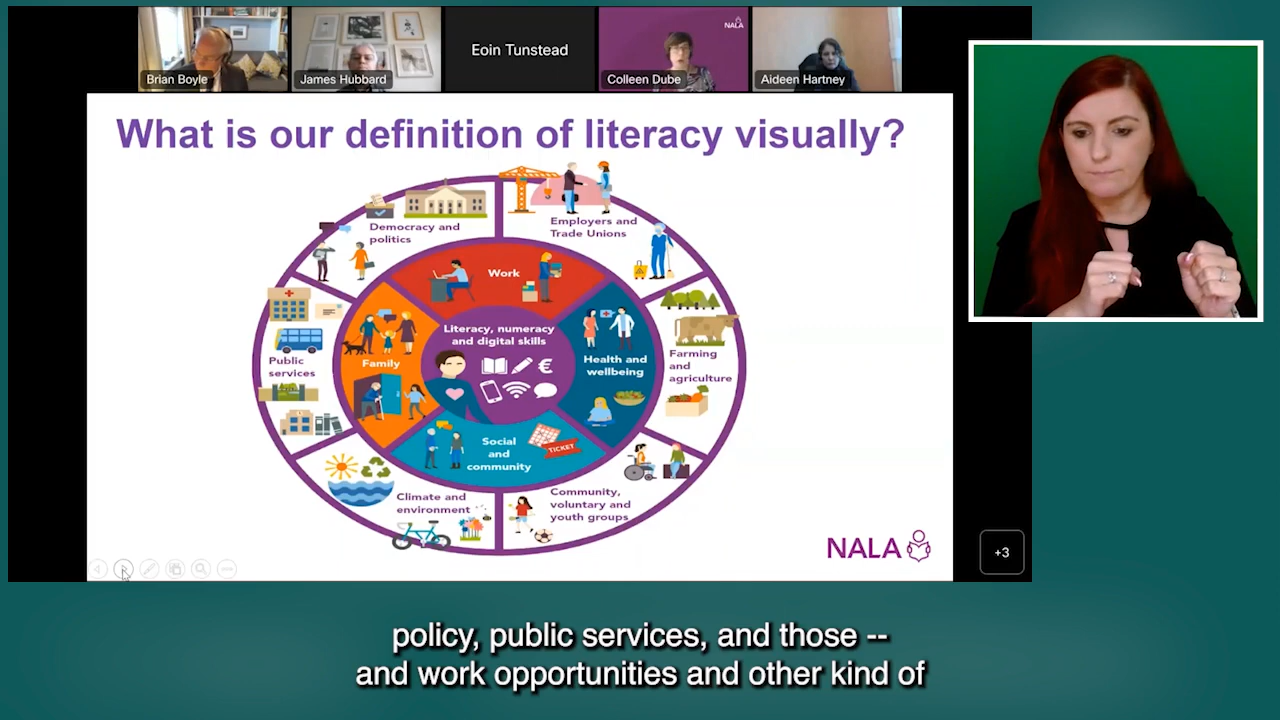 Brian Boyle
James Hubbard
Eoin Tunstead
NALA
Colleen Dube
Aideen Hartney
What is our definition of literacy visually?
Democracy and
politics
Employers and
Trade Unions
Work
Public
services
Family
Literacy, numeracy
and digital skills
€
Health and
wellbeing
Farming
and
agriculture
Social
and
community
TICKET
Climate and
environment
Community,
voluntary and
youth groups
NALA
+3
policy, public services, and those --
and work opportunities and other kind of